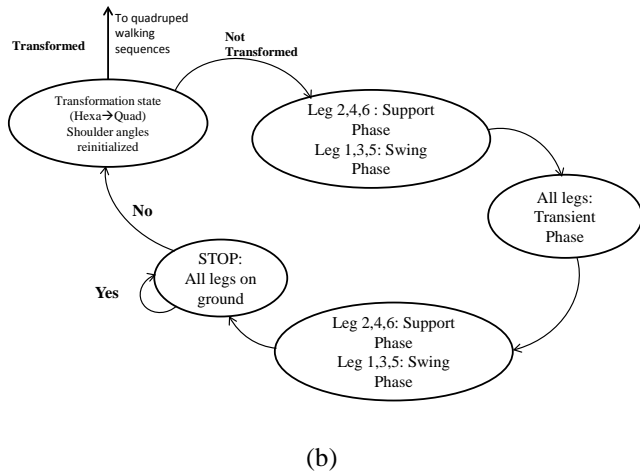 To quadruped
walking
sequences
Transformed
Not
Transformed
Transformation state
(Hexa→Quad)
Shoulder angles
reinitialized
Leg 2,4,6 : Support
Phase
Leg 1,3,5: Swing
Phase
All legs:
Transient
Phase
No
STOP:
All legs on
ground
Yes
Leg 2,4,6: Support
Phase
Leg 1,3,5: Swing
Phase
(b)